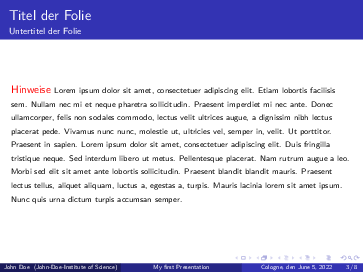 Titel der Folie
Untertitel der Folie
Hinweise Lorem ipsum dolor sit amet, consectetuer adipiscing elit. Etiam lobortis facilisis
sem. Nullam nec mi et neque pharetra sollicitudin. Praesent imperdiet mi nec ante. Donec
ullamcorper, felis non sodales commodo, lectus velit ultrices augue, a dignissim nibh lectus
placerat pede. Vivamus nunc nunc, molestie ut, ultricies vel, semper in, velit. Ut porttitor.
Praesent in sapien. Lorem ipsum dolor sit amet, consectetuer adipiscing elit. Duis fringilla
tristique neque. Sed interdum libero ut metus. Pellentesque placerat. Nam rutrum augue a leo.
Morbi sed elit sit amet ante lobortis sollicitudin. Praesent blandit blandit mauris. Praesent
lectus tellus, aliquet aliquam, luctus a, egestas a, turpis. Mauris lacinia lorem sit amet ipsum.
Nunc quis urna dictum turpis accumsan semper.
John Doe (John-Doe-Institute of Science) My first Presentation Cologne, den June 5, 2022 3/6